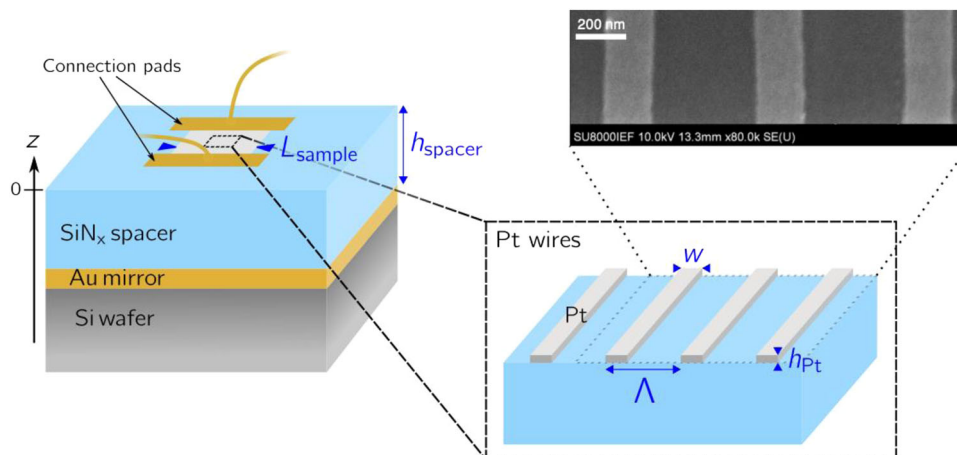 Connection pads
z
0
L_sample
h_spacer
SiN_x spacer
Au mirror
Si wafer
200 nm
SU8000IEF 10.0kV 13.3mm x80.0k SE(U)
Pt wires
w
Pt
h_Pt
Λ